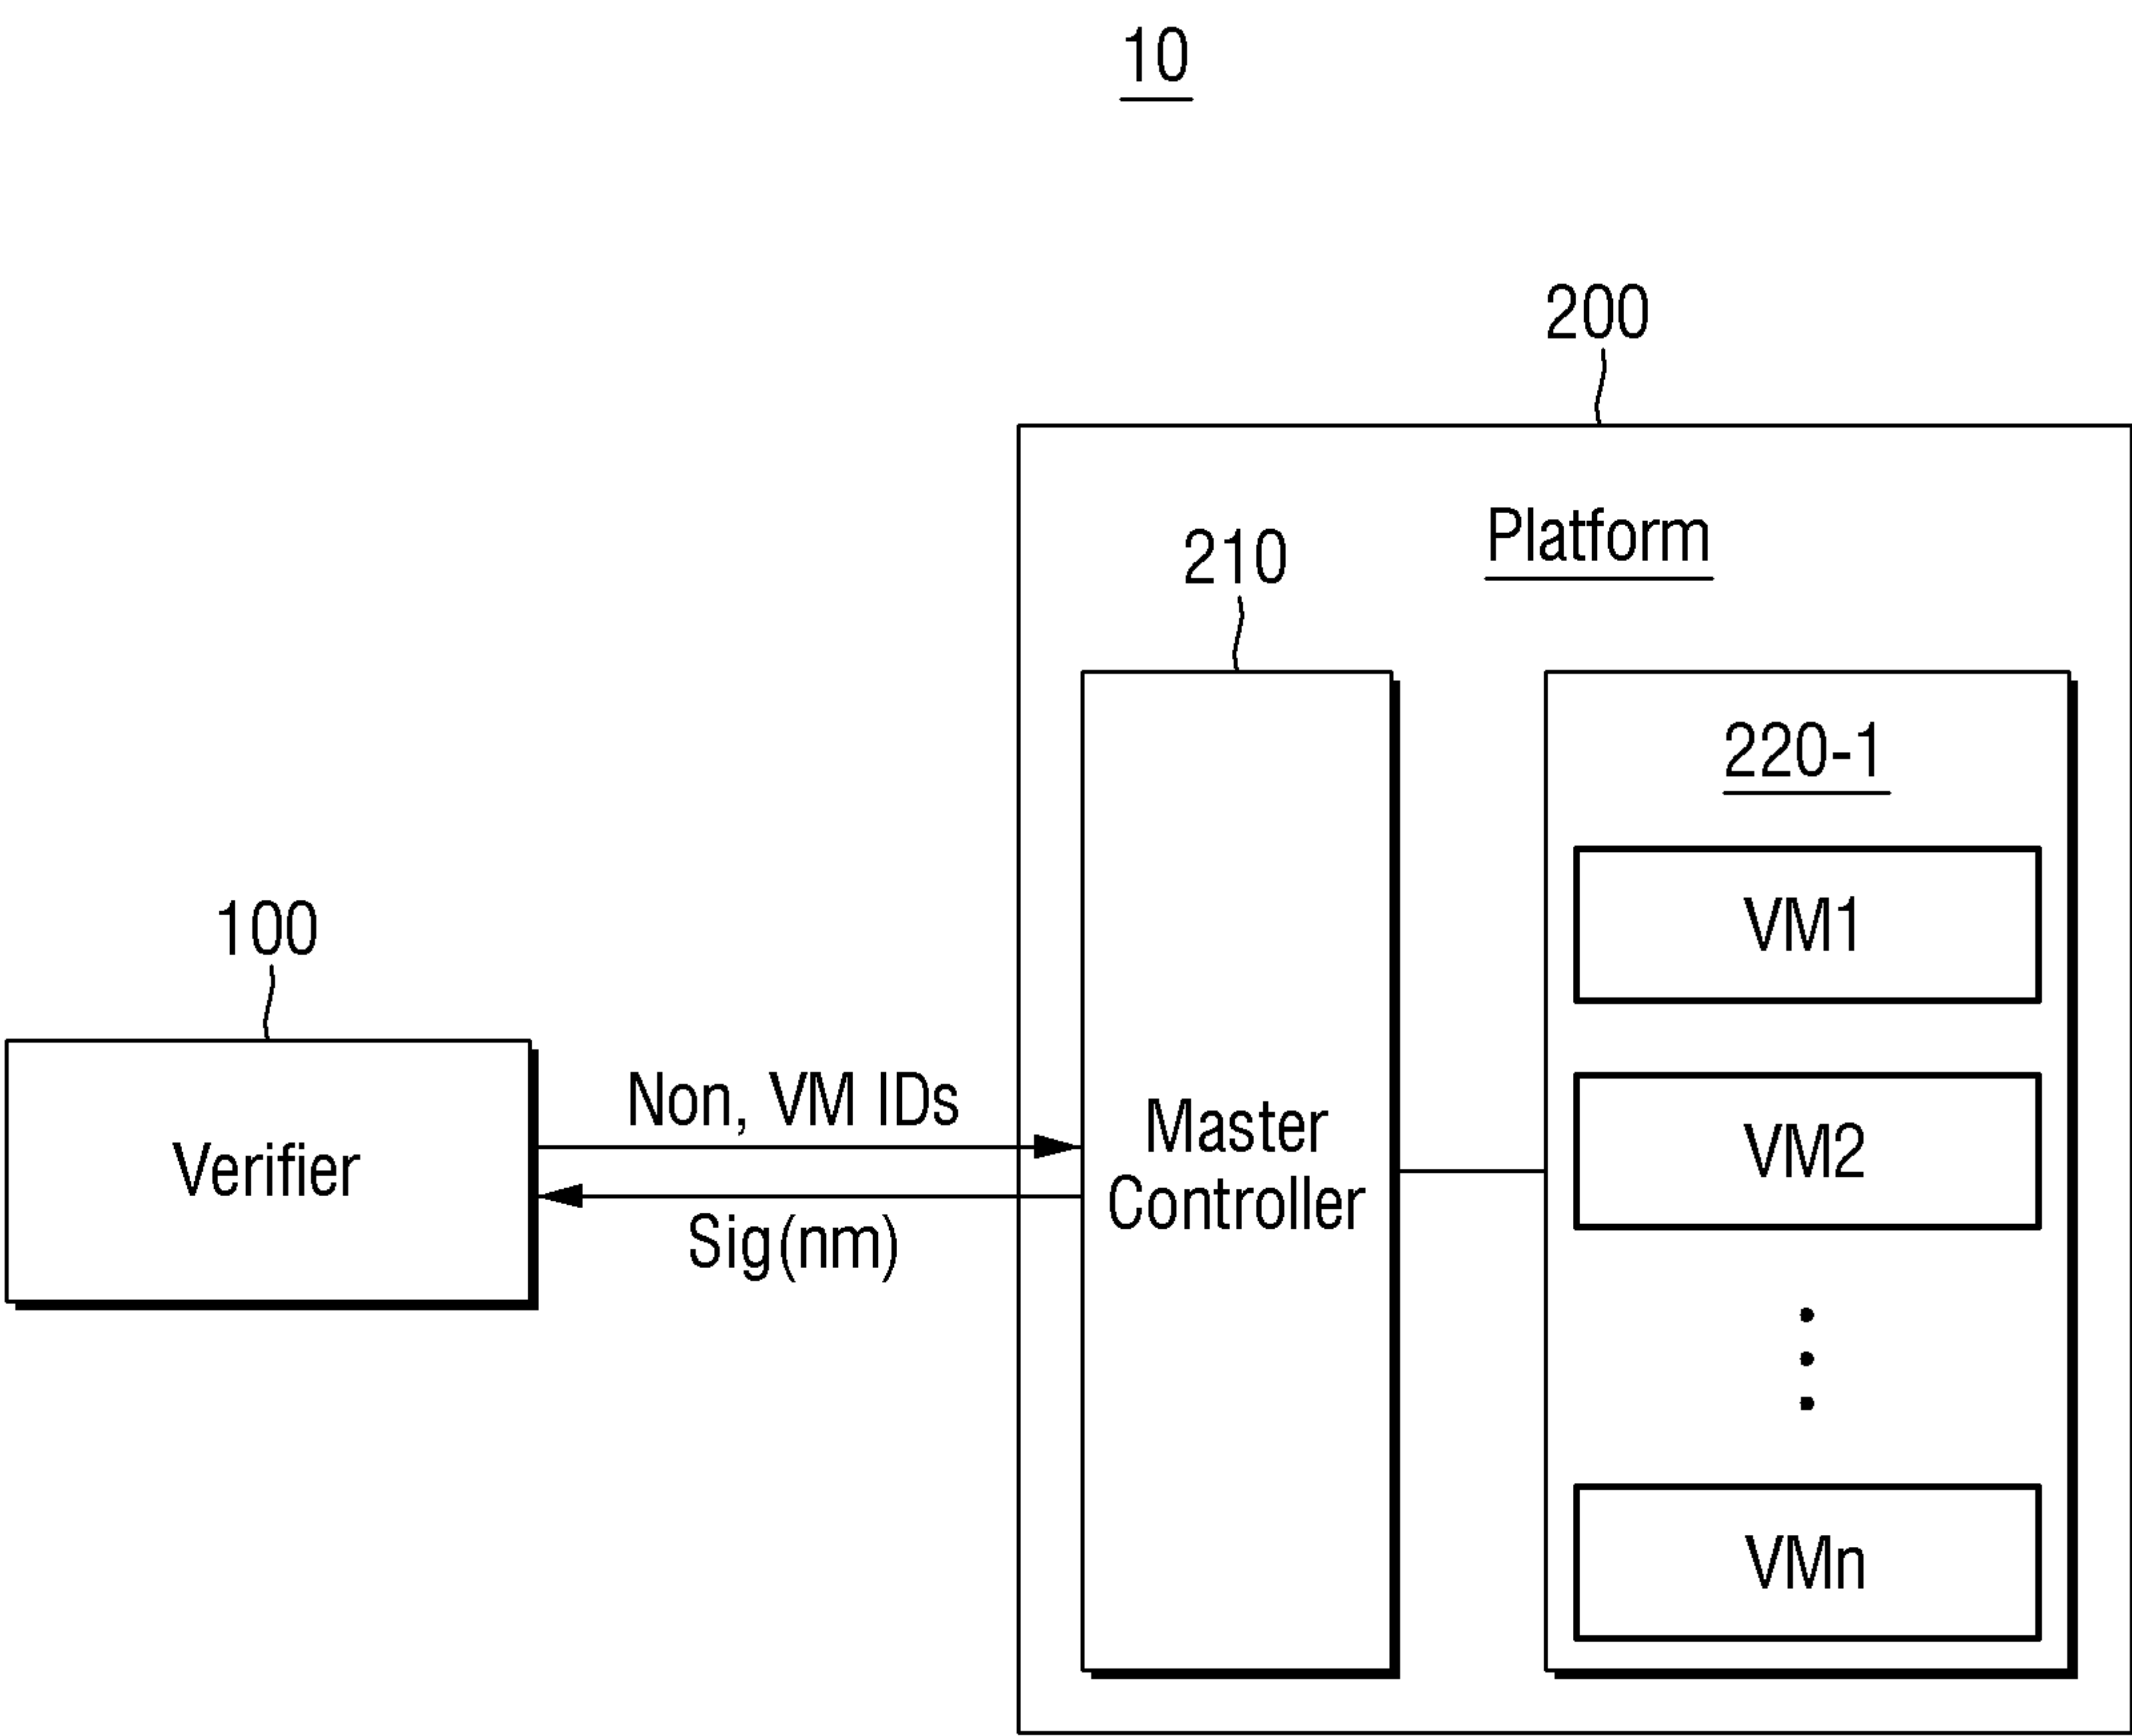 10
200
Platform
210
220-1
VM1
100
Non, VM IDs
Verifier
Master
Controller
VM2
Sig(nm)
VMn